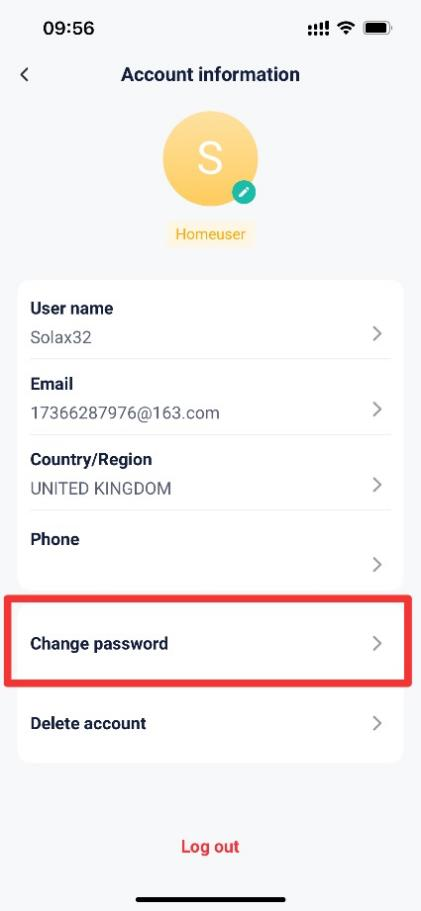 09:56
Account information
S
Homeuser
User name
Solax32
Email
17366287976@163.com
Country/Region
UNITED KINGDOM
Phone
Change password
Delete account
Log out